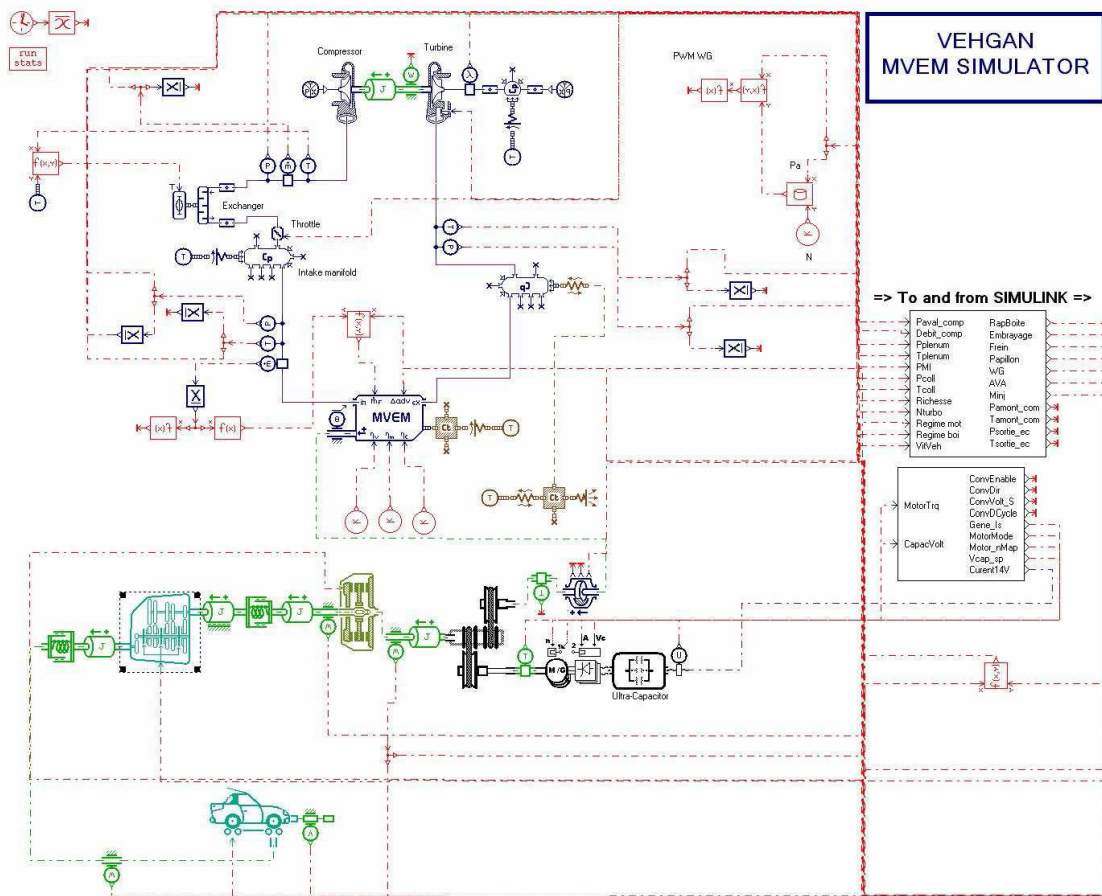 VEHGAN
MVEM SIMULATOR
run
stats
Compressor
Turbine
PWM WG
Pa
N
Exchanger
Throttle
Intake manifold
MVEM
Ultra-Capacitor
=> To and from SIMULINK =>
Paval_comp
Debit_comp
Pplenum
Tplenum
PMI
Pcoll
Tcoll
Richesse
Nturbo
Regime mot
Regime boi
VitVeh
RapBoite
Embrayage
Frein
Papillon
WG
AVA
Minj
Pamont_com
Tamont_com
Psortie_ec
Tsortie_ec
MotorTrq
CapacVolt
ConvEnable
ConvDir
ConvVolt_S
ConvDCycle
Gene_Is
MotorMode
Motor_nMap
Vcap_sp
Curent14V